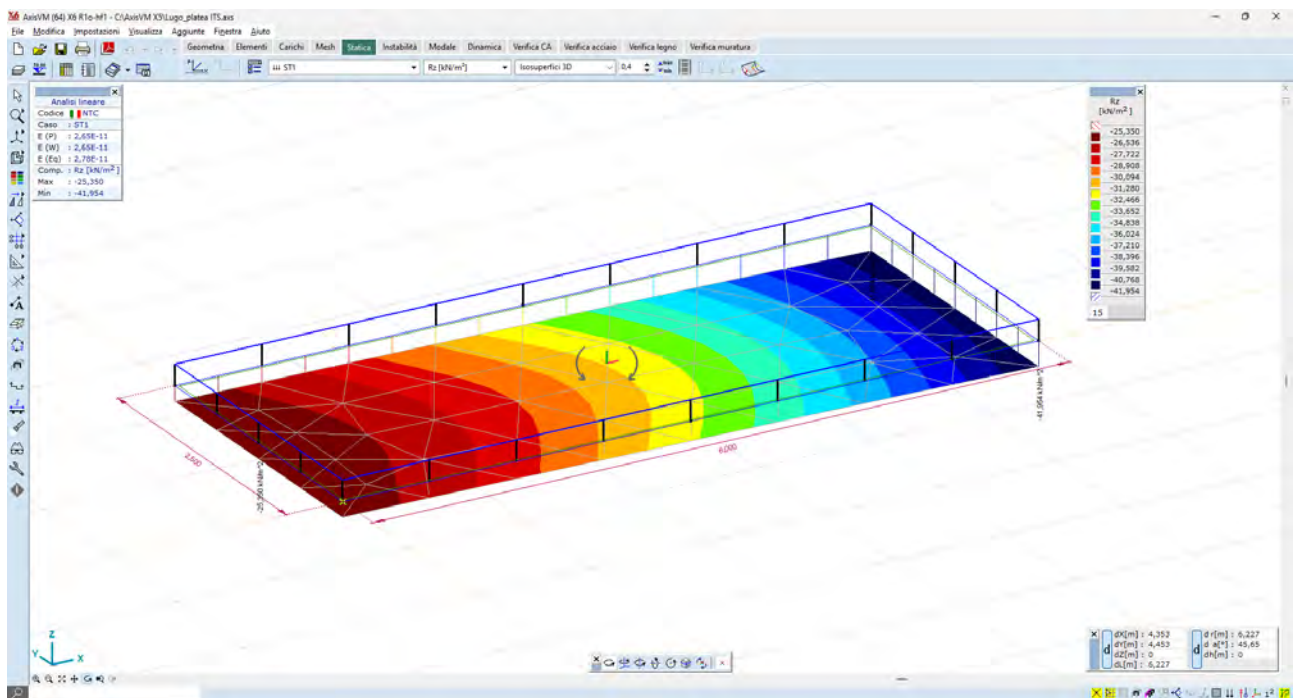 AxisVM (64) X6 R1o-hf1 - C:\AxisVM X3\Lugo_platea ITS.axs
File Modifica Impostazioni Visualizza Aggiunte Finestra Aiuto
Geometria Elementi Carichi Mesh Statica Instabilità Modale Dinamica Verifica CA Verifica acciaio Verifica legno Verifica muratura
ST1 Rz [kN/m²] Isosuperfici 3D 0,4
Analisi lineare
Codice NTC
Caso : ST1
E (P) : 2,65E-11
E (W) : 2,65E-11
E (Eq) : 2,78E-11
Comp. : Rz [kN/m²]
Max : -25,350
Min : -41,954
Rz
[kN/m²]
-25,350
-26,536
-27,722
-28,908
-30,094
-31,280
-32,466
-33,652
-34,838
-36,024
-37,210
-38,396
-39,582
-40,768
-41,954
15
2,500
-25,350 kN/m^2
6,000
-41,954 kN/m^2
Z
Y
X
d
dX[m] : 4,353
dY[m] : 4,453
dZ[m] : 0
dL[m] : 6,227
d
d r[m] : 6,227
d a[°] : 45,65
dh[m] : 0